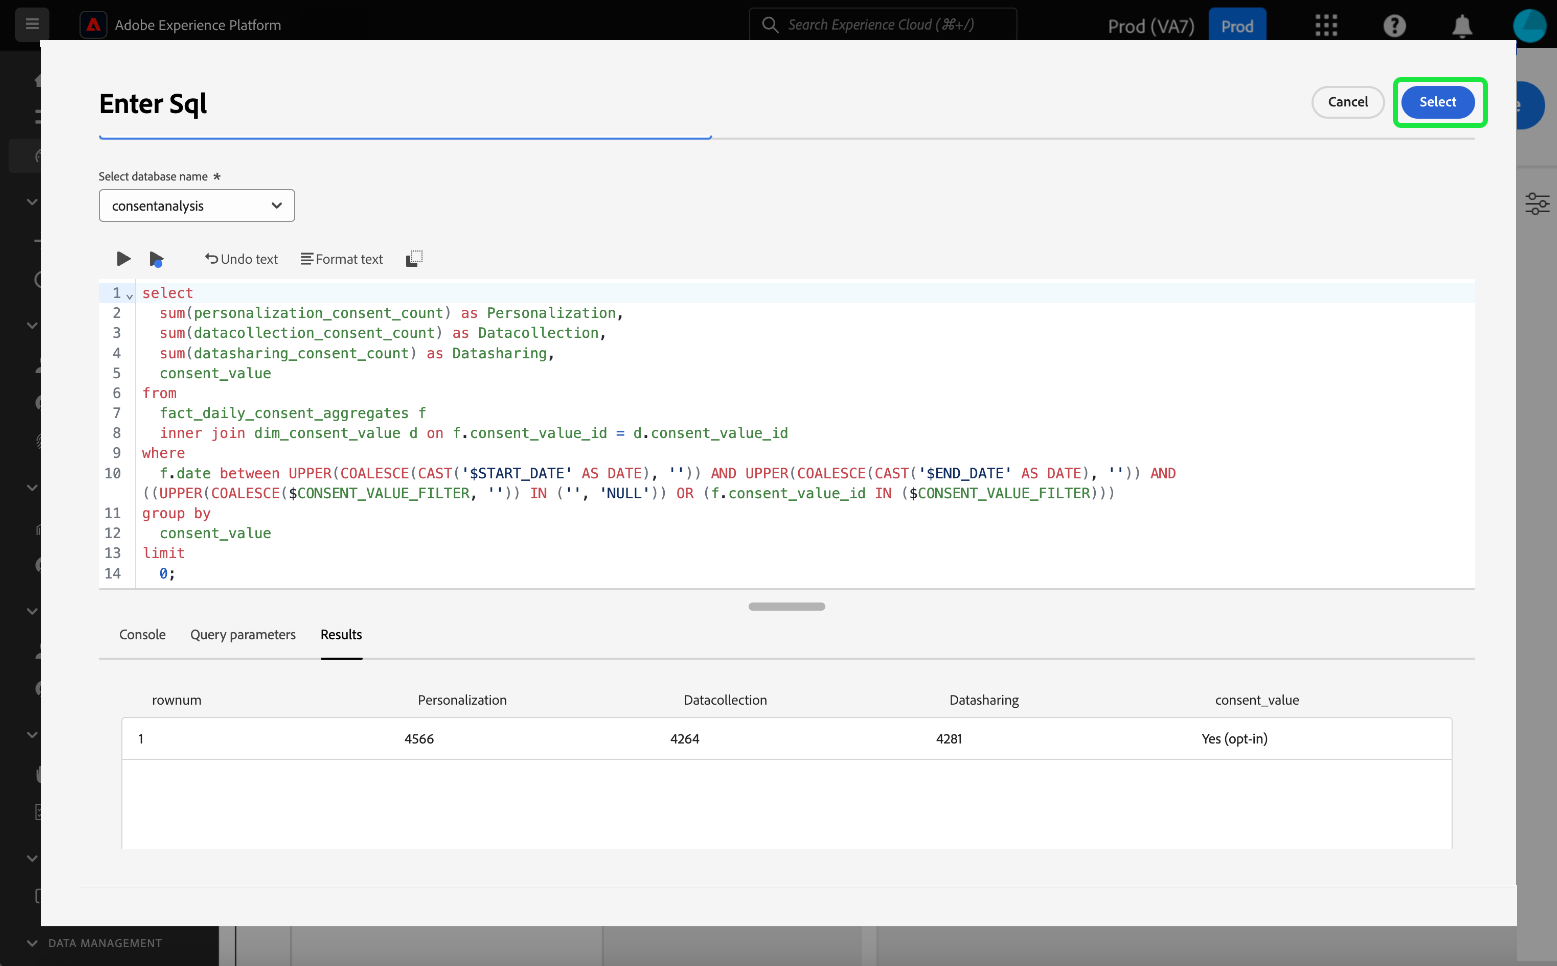 Adobe Experience Platform
Search Experience Cloud (⌘+/)
Prod (VA7)
Prod
Enter Sql
Cancel
Select
Select database name *
consentanalysis
Undo text
Format text
1 select
2 sum(personalization_consent_count) as Personalization,
3 sum(datacollection_consent_count) as Datacollection,
4 sum(datasharing_consent_count) as Datasharing,
5 consent_value
6 from
7 fact_daily_consent_aggregates f
8 inner join dim_consent_value d on f.consent_value_id = d.consent_value_id
9 where
10 f.date between UPPER(COALESCE(CAST('$START_DATE' AS DATE), '')) AND UPPER(COALESCE(CAST('$END_DATE' AS DATE), '')) AND
((UPPER(COALESCE($CONSENT_VALUE_FILTER, '')) IN ('', 'NULL')) OR (f.consent_value_id IN ($CONSENT_VALUE_FILTER)))
11 group by
12 consent_value
13 limit
14 0;
Console Query parameters Results
rownum Personalization Datacollection Datasharing consent_value
1 4566 4264 4281 Yes (opt-in)
DATA MANAGEMENT